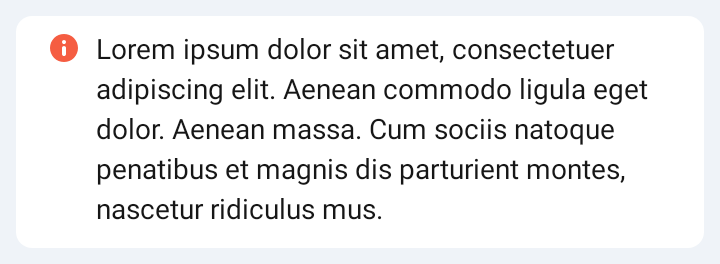 Lorem ipsum dolor sit amet, consectetuer
adipiscing elit. Aenean commodo ligula eget
dolor. Aenean massa. Cum sociis natoque
penatibus et magnis dis parturient montes,
nascetur ridiculus mus.